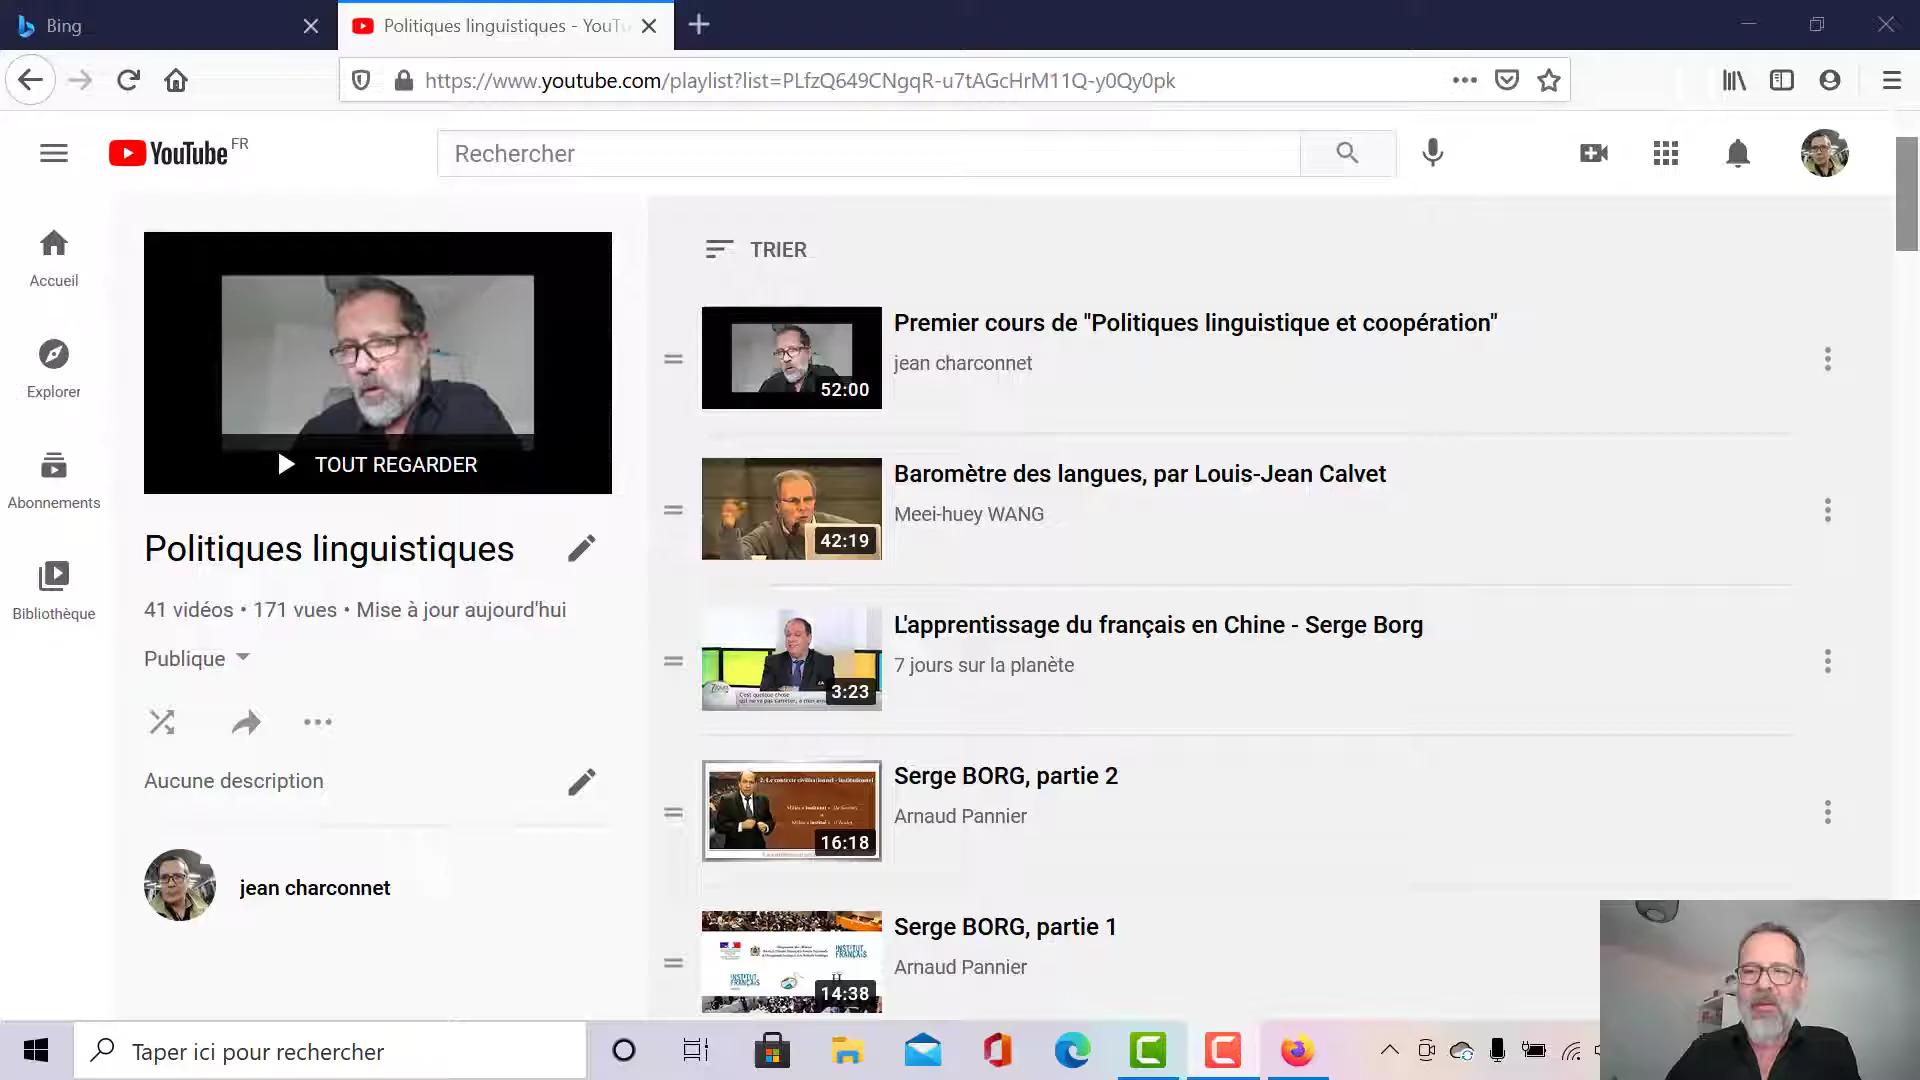 Bing
Politiques linguistiques - YouTu
https://www.youtube.com/playlist?list=PLfzQ649CNgqR-u7tAGcHrM11Q-y0Qy0pk
YouTube FR
Rechercher
Accueil
Explorer
Abonnements
Bibliothèque
TOUT REGARDER
Politiques linguistiques
41 vidéos • 171 vues • Mise à jour aujourd'hui
Publique
Aucune description
jean charconnet
TRIER
Premier cours de "Politiques linguistique et coopération"
jean charconnet
52:00
Baromètre des langues, par Louis-Jean Calvet
Meei-huey WANG
42:19
L'apprentissage du français en Chine - Serge Borg
7 jours sur la planète
3:23
Serge BORG, partie 2
Arnaud Pannier
16:18
Serge BORG, partie 1
Arnaud Pannier
INSTITUT
FRANÇAIS
14:38
Taper ici pour rechercher